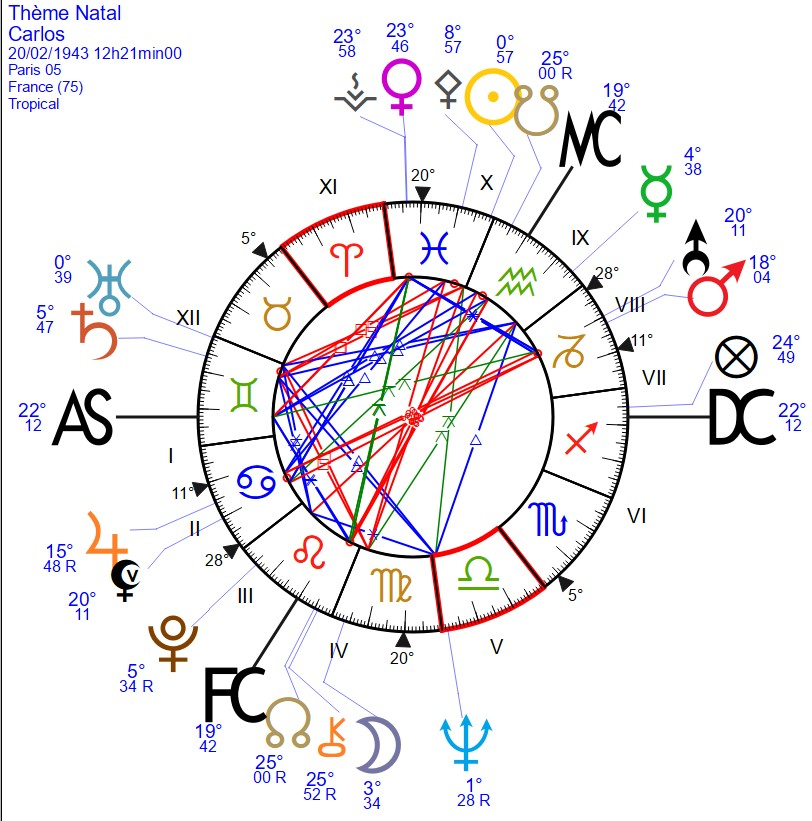 Thème Natal
Carlos
20/02/1943 12h21min00
Paris 05
France (75)
Tropical
23°
58
23°
46
8°
57
0°
57
25°
00 R
19°
42
MC
4°
38
20°
11
18°
04
24°
49
DC
22°
12
XI
20°
X
IX
28°
VIII
11°
VII
VI
5°
V
20°
IV
III
28°
II
11°
I
XII
5°
0°
39
5°
47
22°
12
AS
15°
48 R
V
20°
11
5°
34 R
FC
19°
42
25°
00 R
25°
52 R
3°
34
1°
28 R